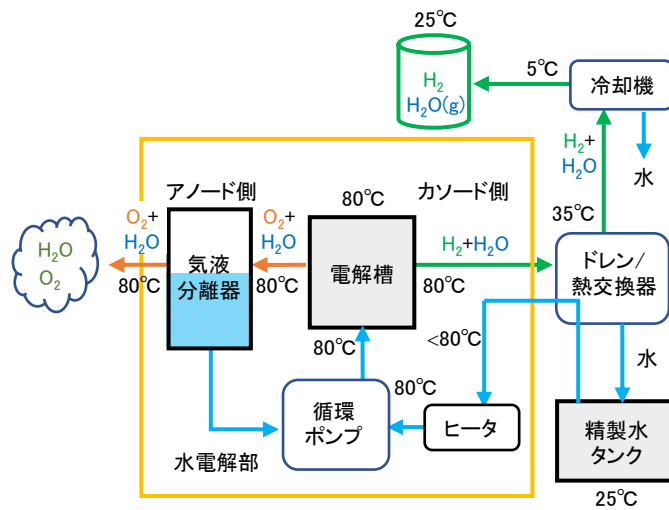 25℃
H₂
H₂O(g)
5℃
冷却機
H₂+
H₂O
水
35℃
アノード側
80℃
カソード側
O₂+
H₂O
O₂+
H₂O
H₂+H₂O
H₂O
O₂
気液
分離器
電解槽
ドレン/
熱交換器
80℃
80℃
80℃
80℃
<80℃
水
80℃
循環
ポンプ
ヒータ
精製水
タンク
水電解部
25℃